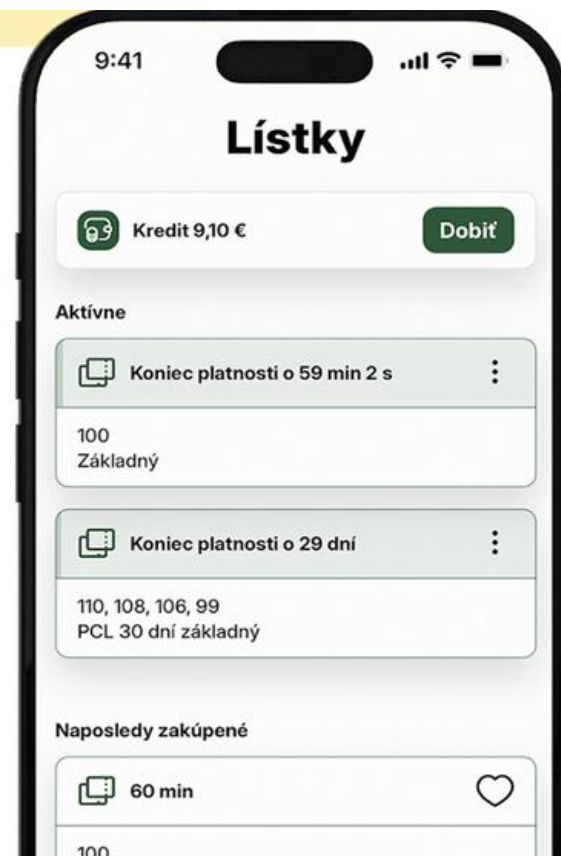 9:41
Lístky
Kredit 9,10 €
Dobiť
Aktívne
Koniec platnosti o 59 min 2 s
100
Základný
Koniec platnosti o 29 dní
110, 108, 106, 99
PCL 30 dní základný
Naposledy zakúpené
60 min
100